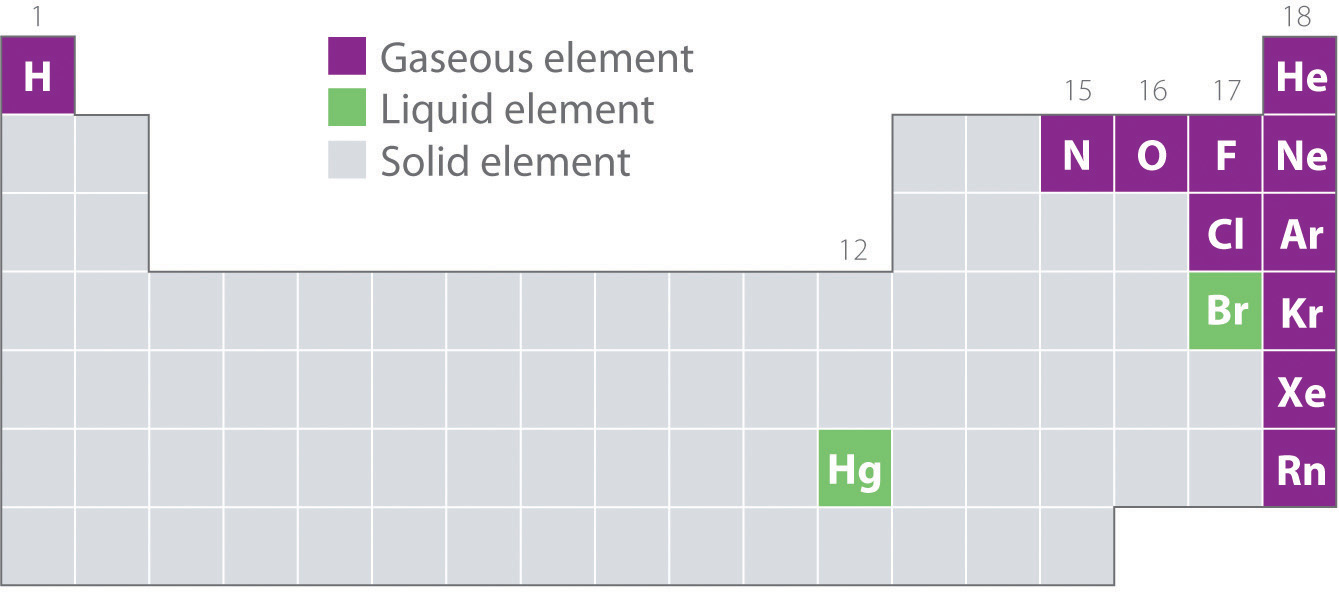 1 18
H Gaseous element He
Liquid element 15 16 17
Solid element N O F Ne
Cl Ar
12
Br Kr
Xe
Hg Rn